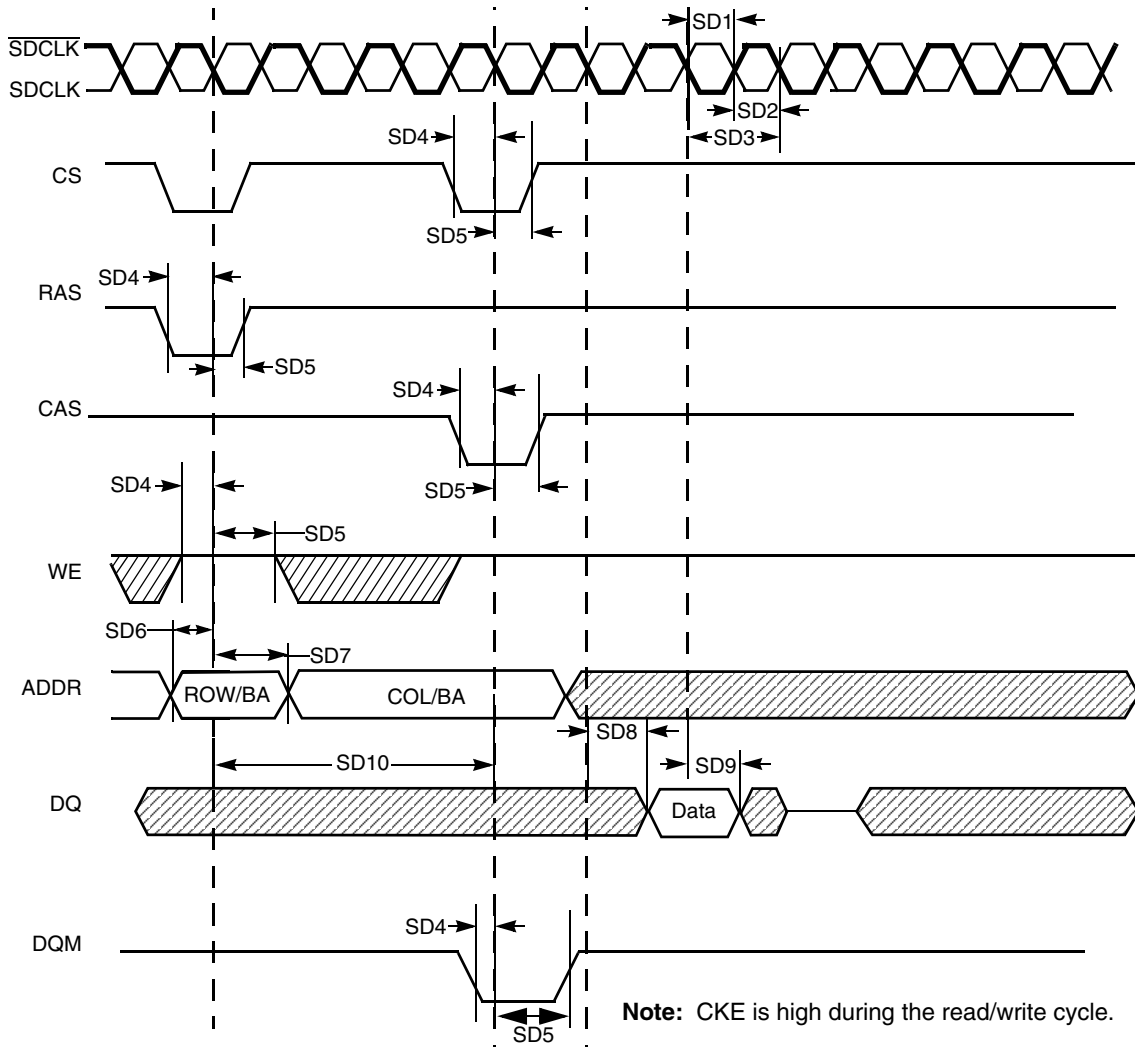 SD1
SDCLK
SDCLK
SD2
SD4
SD3
CS
SD5
SD4
RAS
SD5
SD4
CAS
SD4
SD5
SD5
WE
SD6
SD7
ADDR
ROW/BA
COL/BA
SD8
SD10
SD9
DQ
Data
SD4
DQM
Note: CKE is high during the read/write cycle.
SD5